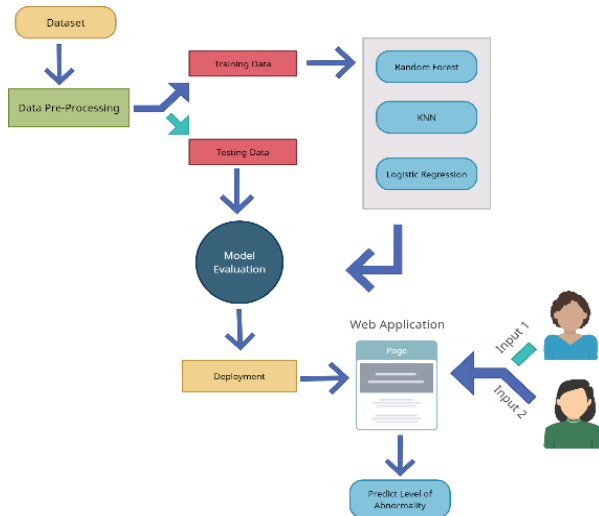 Dataset
Data Pre-Processing
Training Data
Testing Data
Random Forest
KNN
Logistic Regression
Model
Evaluation
Deployment
Web Application
Page
Input 1
Input 2
Predict Level of
Abnormality